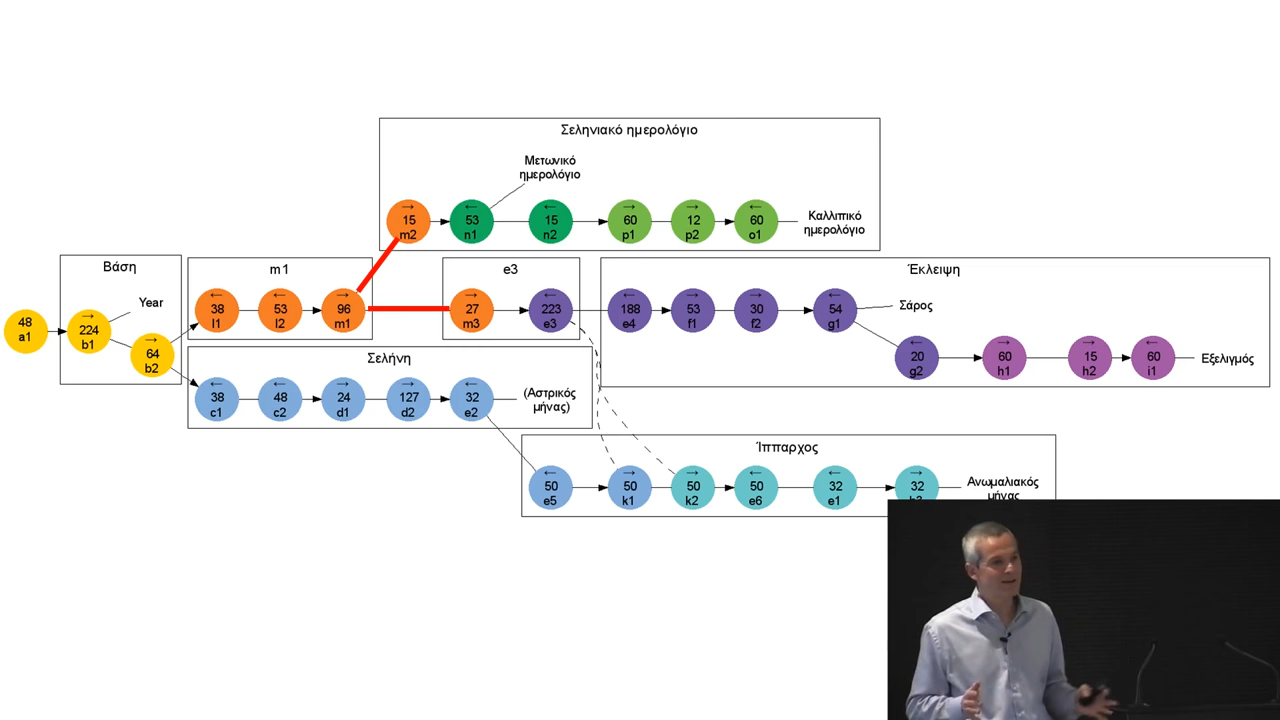 Σεληνιακό ημερολόγιο
Μετωνικό
ημερολόγιο
→ ← ← → → ←
15 53 15 60 12 60
m2 n1 n2 p1 p2 o1
Καλλιπικό
ημερολόγιο
Βάση
m1
e3
Έκλειψη
Year
48
a1
→
224
b1
→
64
b2
← ← →
38 53 96
l1 l2 m1
→ ←
27 223
m3 e3
← → → ←
188 53 30 54
e4 f1 f2 g1
Σάρος
← → → ←
20 60 15 60
g2 h1 h2 i1
Εξελιγμός
Σελήνη
← ← → → ←
38 48 24 127 32
c1 c2 d1 d2 e2
(Αστρικός
μήνας)
Ίππαρχος
← → → ← ← →
50 50 50 50 32 32
e5 k1 k2 e6 e1
Ανωμαλιακός
μήνας